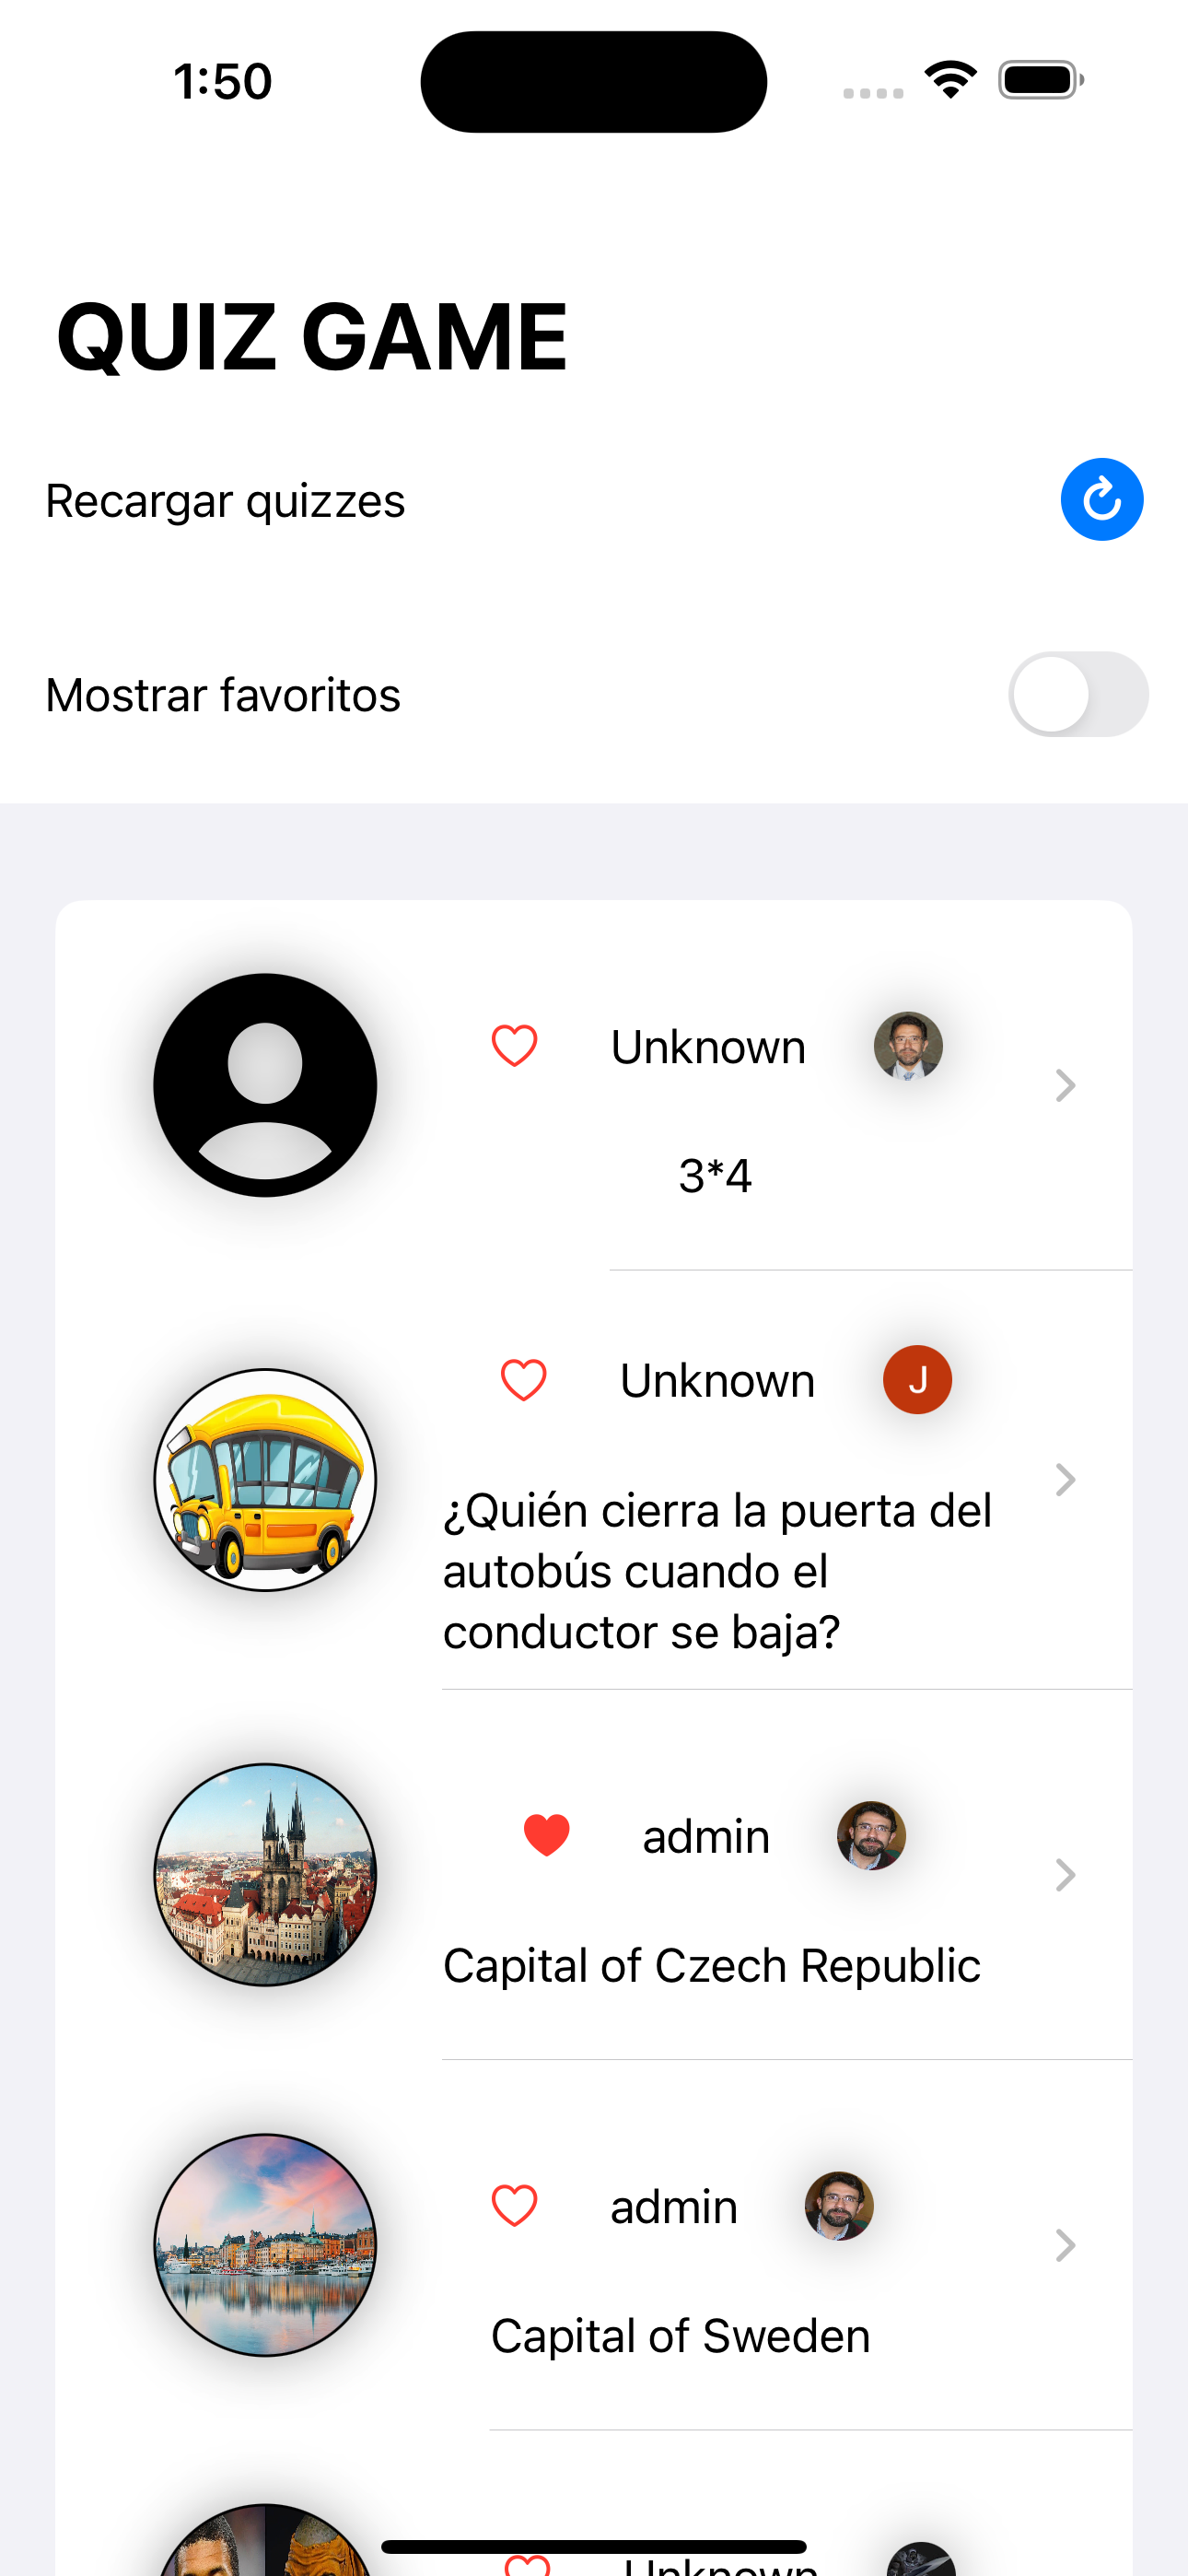 1:50
QUIZ GAME
Recargar quizzes
Mostrar favoritos
Unknown
3*4
Unknown
J
¿Quién cierra la puerta del
autobús cuando el
conductor se baja?
admin
Capital of Czech Republic
admin
Capital of Sweden
Unknown